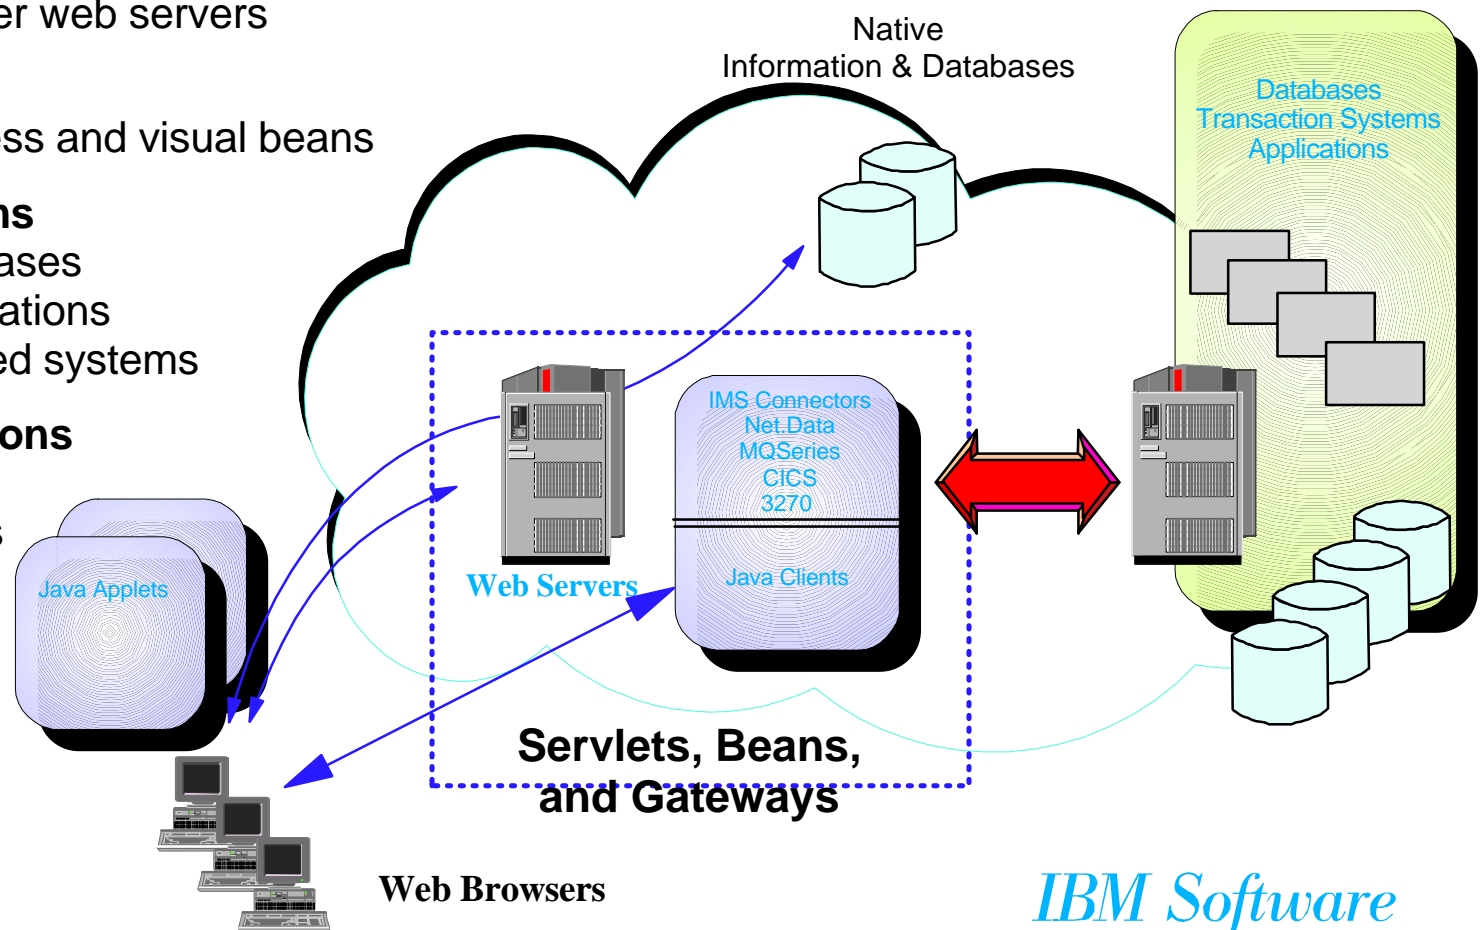 er web servers
ess and visual beans
ns
ases
ations
ed systems
ons
s
Native
Information & Databases
Databases
Transaction Systems
Applications
IMS Connectors
Net.Data
MQSeries
CICS
3270
Java Clients
Web Servers
Java Applets
Servlets, Beans,
and Gateways
Web Browsers
IBM Software